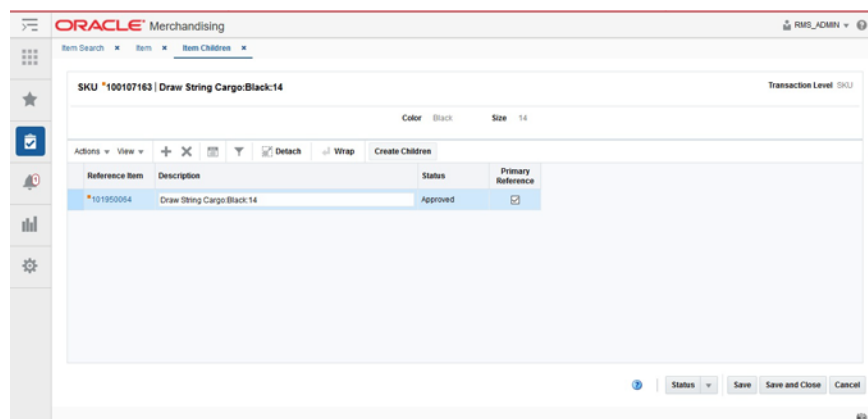 ORACLE® Merchandising
RMS_ADMIN
Item Search Item Item Children
SKU *100107163 | Draw String Cargo:Black:14
Transaction Level SKU
Color Black Size 14
Actions View Detach Wrap Create Children
Reference Item Description Status Primary Reference
*101950064 Draw String Cargo:Black:14 Approved
Status Save Save and Close Cancel